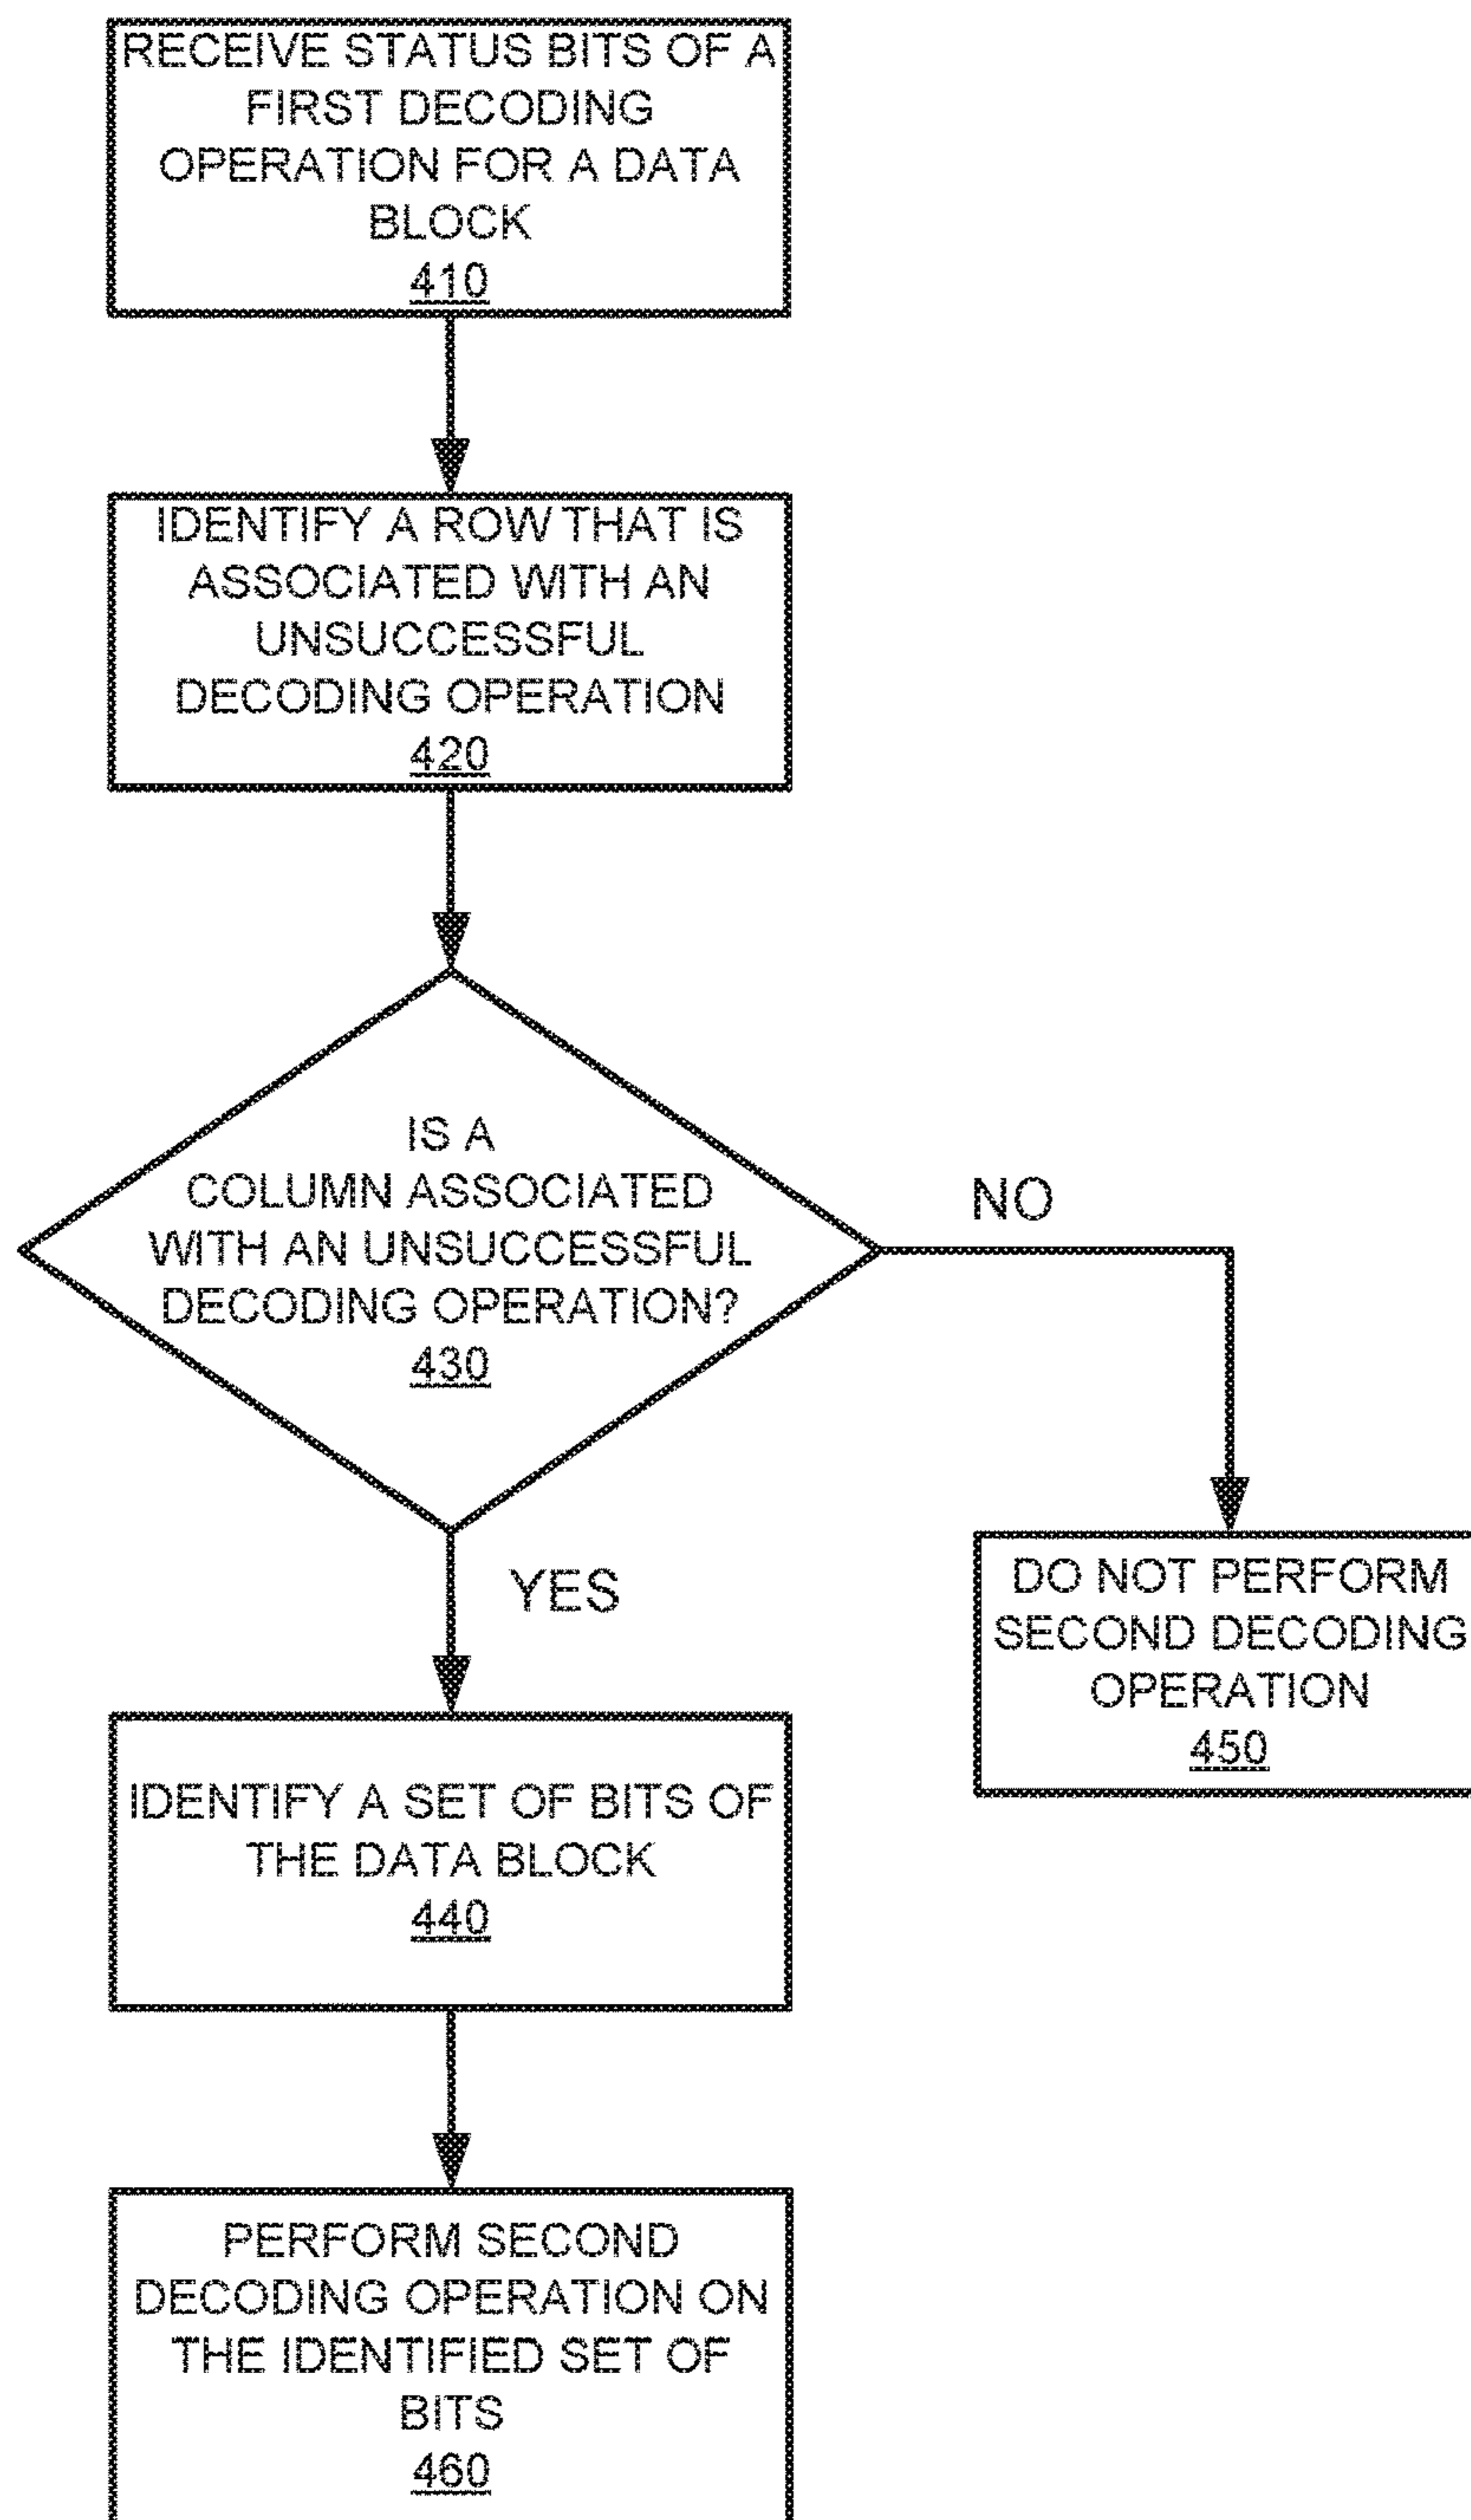 RECEIVE STATUS BITS OF A
FIRST DECODING
OPERATION FOR A DATA
BLOCK
410
IDENTIFY A ROW THAT IS
ASSOCIATED WITH AN
UNSUCCESSFUL
DECODING OPERATION
420
IS A
COLUMN ASSOCIATED
WITH AN UNSUCCESSFUL
DECODING OPERATION?
430
NO
YES
DO NOT PERFORM
SECOND DECODING
OPERATION
450
IDENTIFY A SET OF BITS OF
THE DATA BLOCK
440
PERFORM SECOND
DECODING OPERATION ON
THE IDENTIFIED SET OF
BITS
460